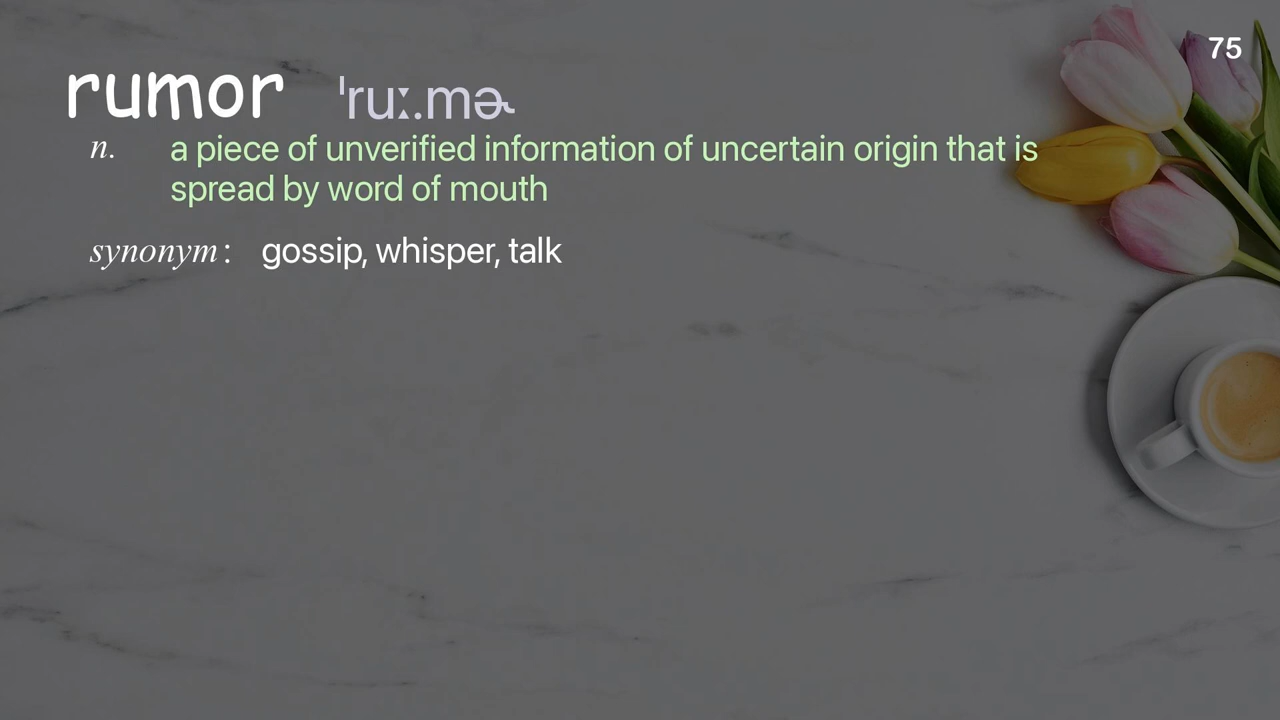 75
rumor ˈruː.mɚ
n. a piece of unverified information of uncertain origin that is
spread by word of mouth
synonym: gossip, whisper, talk